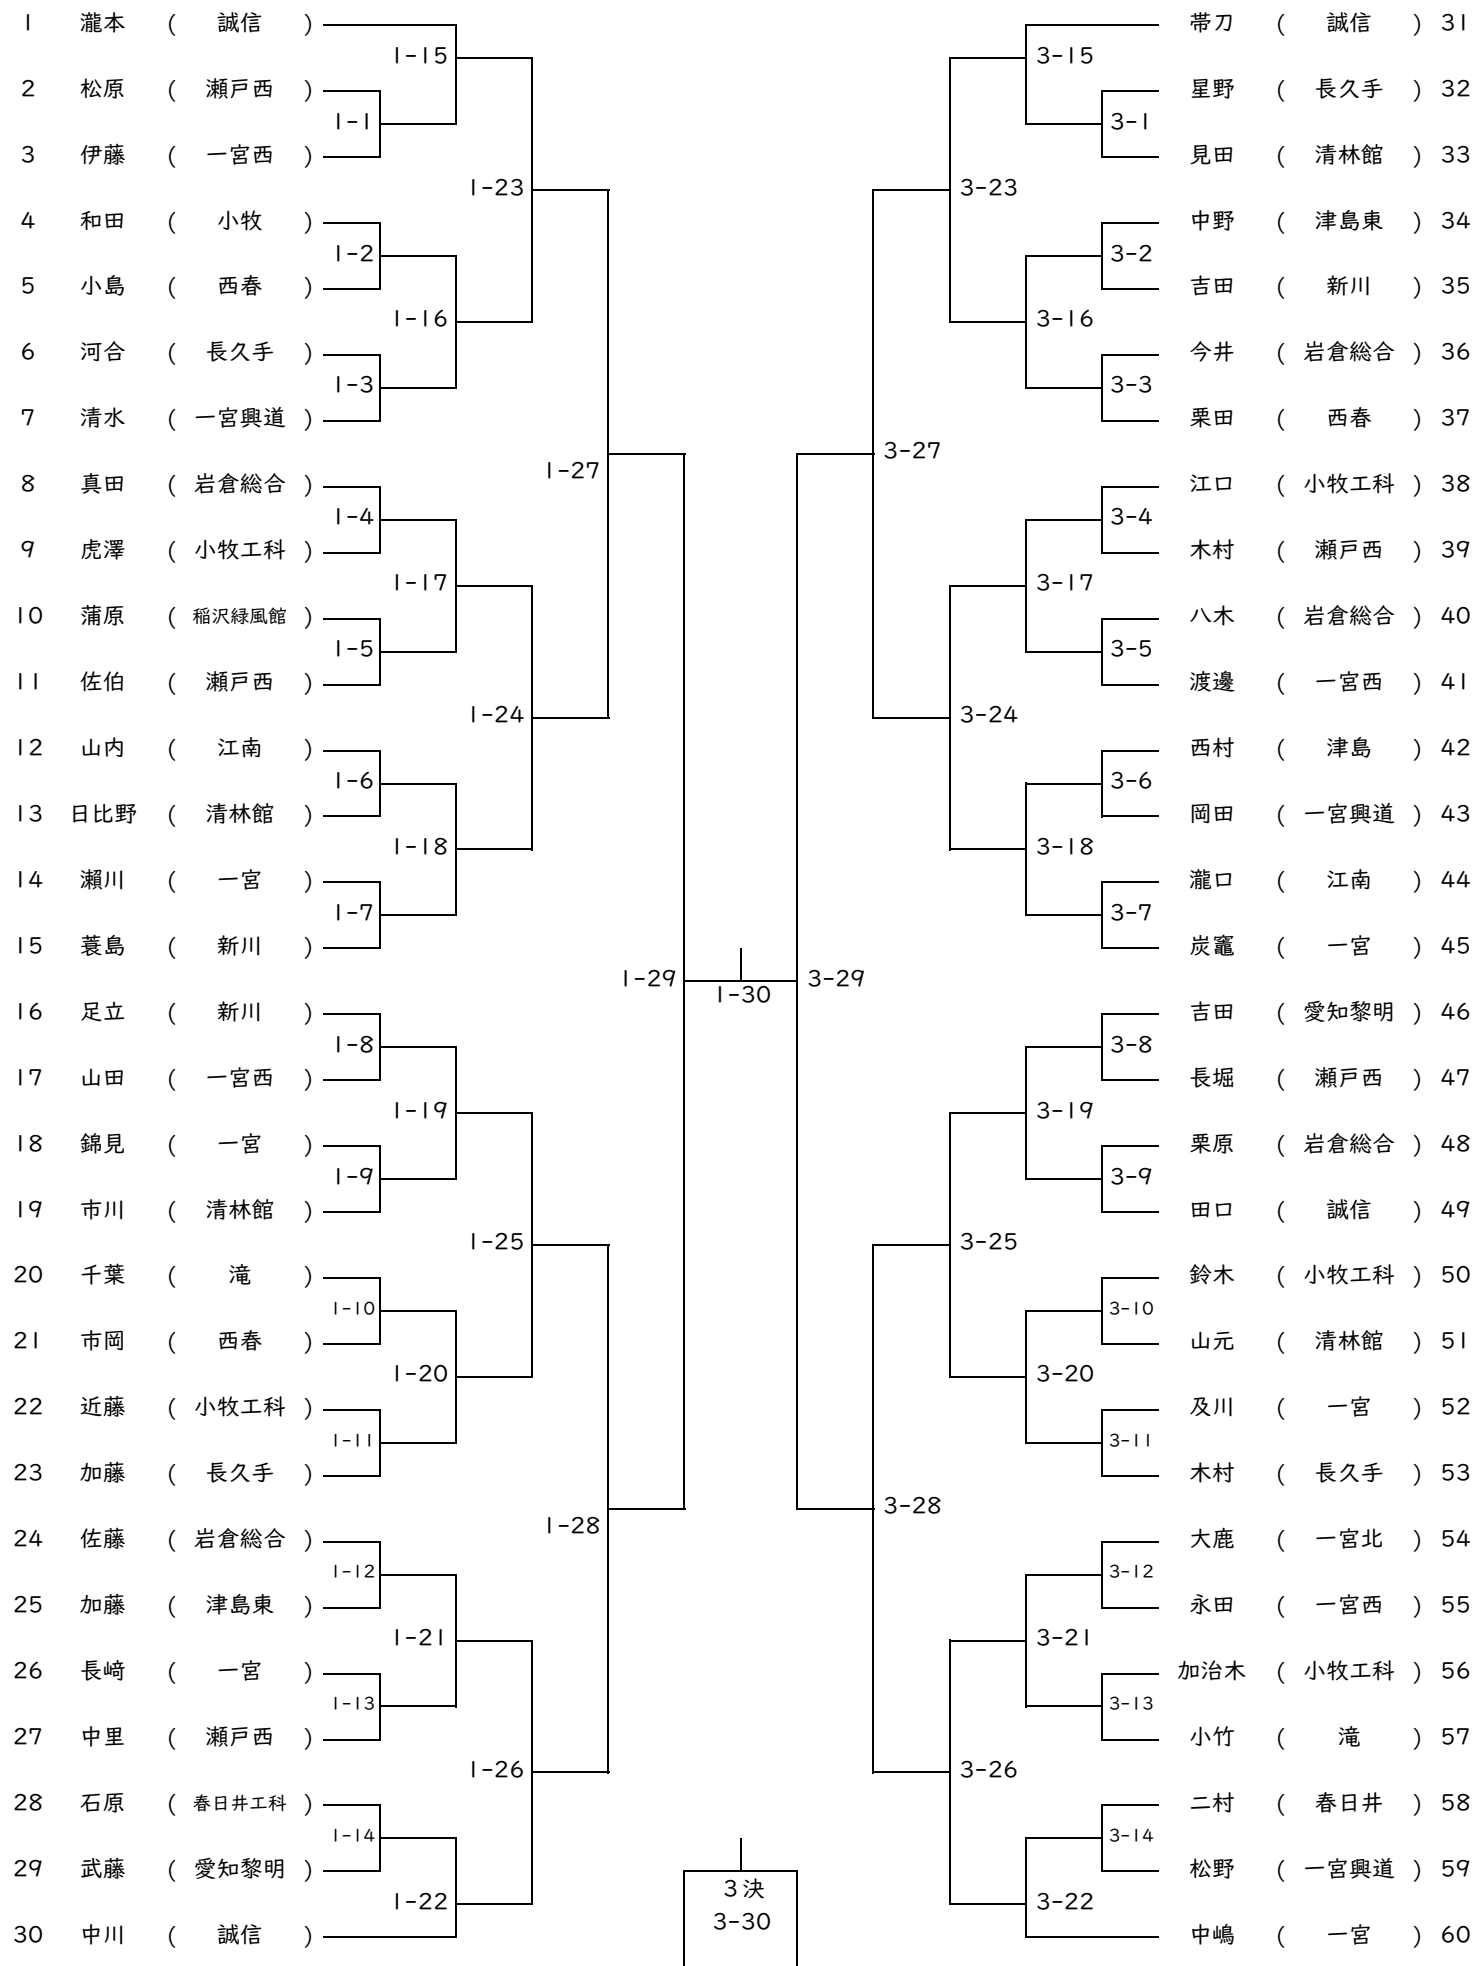 1 瀧本 ( 誠信 )
1-15
2 松原 ( 瀬戸西 )
1-1
3 伊藤 ( 一宮西 )
1-23
4 和田 ( 小牧 )
1-2
5 小島 ( 西春 )
1-16
6 河合 ( 長久手 )
1-3
7 清水 ( 一宮興道 )
1-27
8 真田 ( 岩倉総合 )
1-4
9 虎澤 ( 小牧工科 )
1-17
10 蒲原 ( 稲沢緑風館 )
1-5
11 佐伯 ( 瀬戸西 )
1-24
12 山内 ( 江南 )
1-6
13 日比野 ( 清林館 )
1-18
14 瀬川 ( 一宮 )
1-7
15 蓑島 ( 新川 )
1-29
16 足立 ( 新川 )
1-8
17 山田 ( 一宮西 )
1-19
18 錦見 ( 一宮 )
1-9
19 市川 ( 清林館 )
1-25
20 千葉 ( 滝 )
1-10
21 市岡 ( 西春 )
1-20
22 近藤 ( 小牧工科 )
1-11
23 加藤 ( 長久手 )
1-28
24 佐藤 ( 岩倉総合 )
1-12
25 加藤 ( 津島東 )
1-21
26 長﨑 ( 一宮 )
1-13
27 中里 ( 瀬戸西 )
1-26
28 石原 ( 春日井工科 )
1-14
29 武藤 ( 愛知黎明 )
1-22
30 中川 ( 誠信 )
1-30
3決
3-30
帯刀 ( 誠信 ) 31
3-15
星野 ( 長久手 ) 32
3-1
見田 ( 清林館 ) 33
3-23
中野 ( 津島東 ) 34
3-2
吉田 ( 新川 ) 35
3-16
今井 ( 岩倉総合 ) 36
3-3
栗田 ( 西春 ) 37
3-27
江口 ( 小牧工科 ) 38
3-4
木村 ( 瀬戸西 ) 39
3-17
八木 ( 岩倉総合 ) 40
3-5
渡邊 ( 一宮西 ) 41
3-24
西村 ( 津島 ) 42
3-6
岡田 ( 一宮興道 ) 43
3-18
瀧口 ( 江南 ) 44
3-7
炭竈 ( 一宮 ) 45
3-29
吉田 ( 愛知黎明 ) 46
3-8
長堀 ( 瀬戸西 ) 47
3-19
栗原 ( 岩倉総合 ) 48
3-9
田口 ( 誠信 ) 49
3-25
鈴木 ( 小牧工科 ) 50
3-10
山元 ( 清林館 ) 51
3-20
及川 ( 一宮 ) 52
3-11
木村 ( 長久手 ) 53
3-28
大鹿 ( 一宮北 ) 54
3-12
永田 ( 一宮西 ) 55
3-21
加治木 ( 小牧工科 ) 56
3-13
小竹 ( 滝 ) 57
3-26
二村 ( 春日井 ) 58
3-14
松野 ( 一宮興道 ) 59
3-22
中嶋 ( 一宮 ) 60